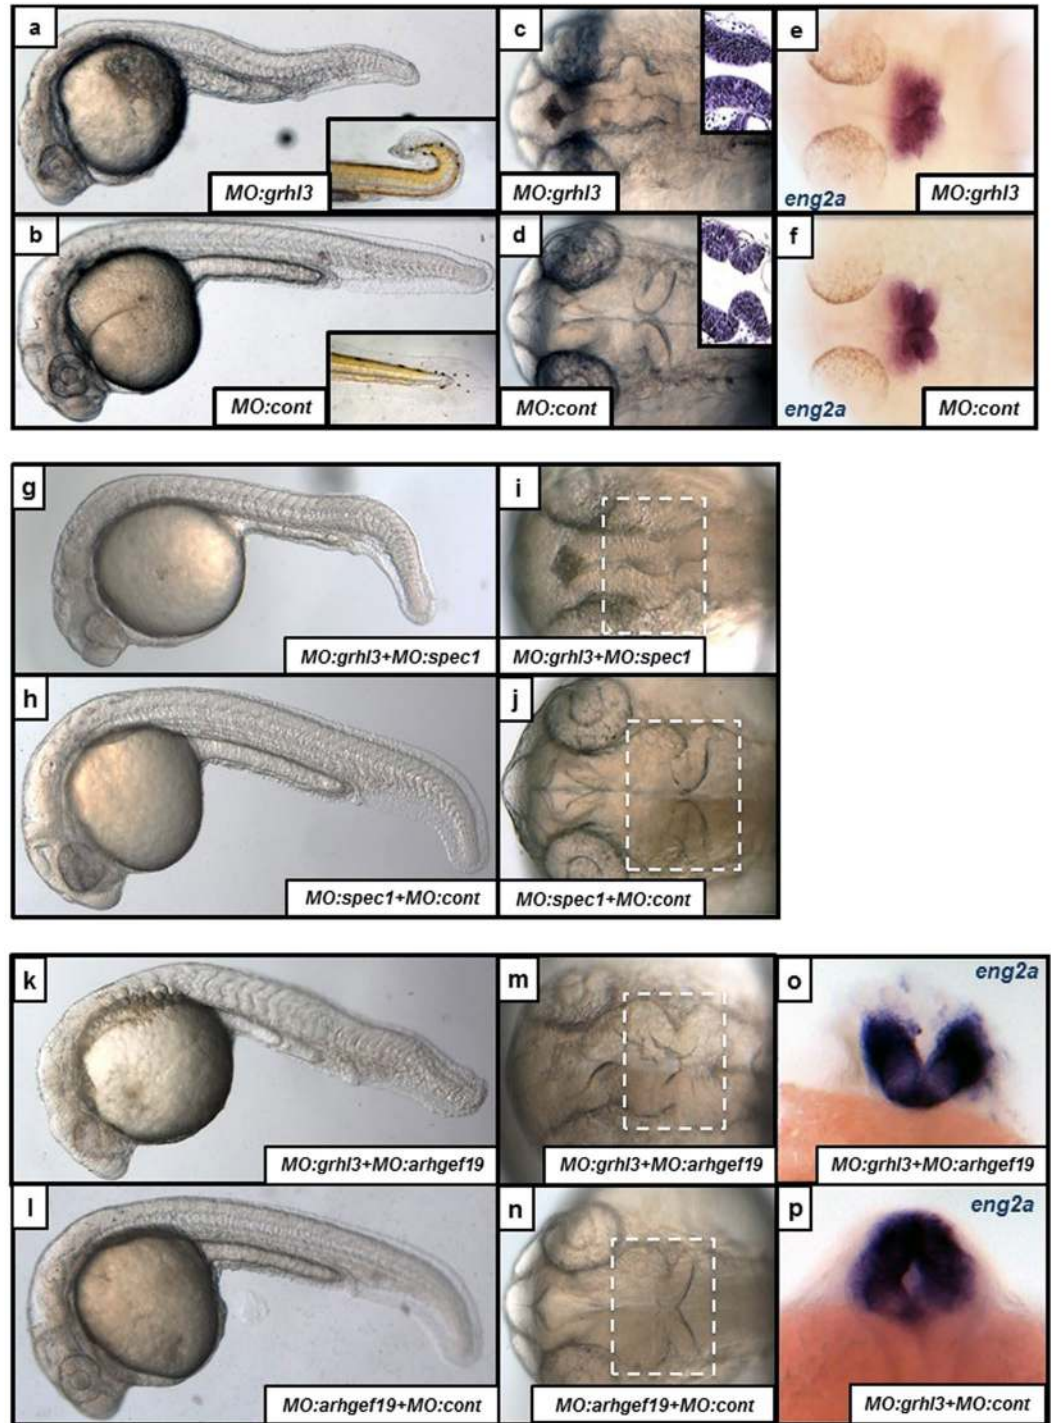 a
c
e
MO:grhl3
MO:grhl3
eng2a
MO:grhl3
b
d
f
MO:cont
MO:cont
eng2a
MO:cont
g
i
MO:grhl3+MO:spec1
MO:grhl3+MO:spec1
h
j
MO:spec1+MO:cont
MO:spec1+MO:cont
k
m
o
eng2a
MO:grhl3+MO:arhgef19
MO:grhl3+MO:arhgef19
MO:grhl3+MO:arhgef19
l
n
p
eng2a
MO:arhgef19+MO:cont
MO:arhgef19+MO:cont
MO:grhl3+MO:cont